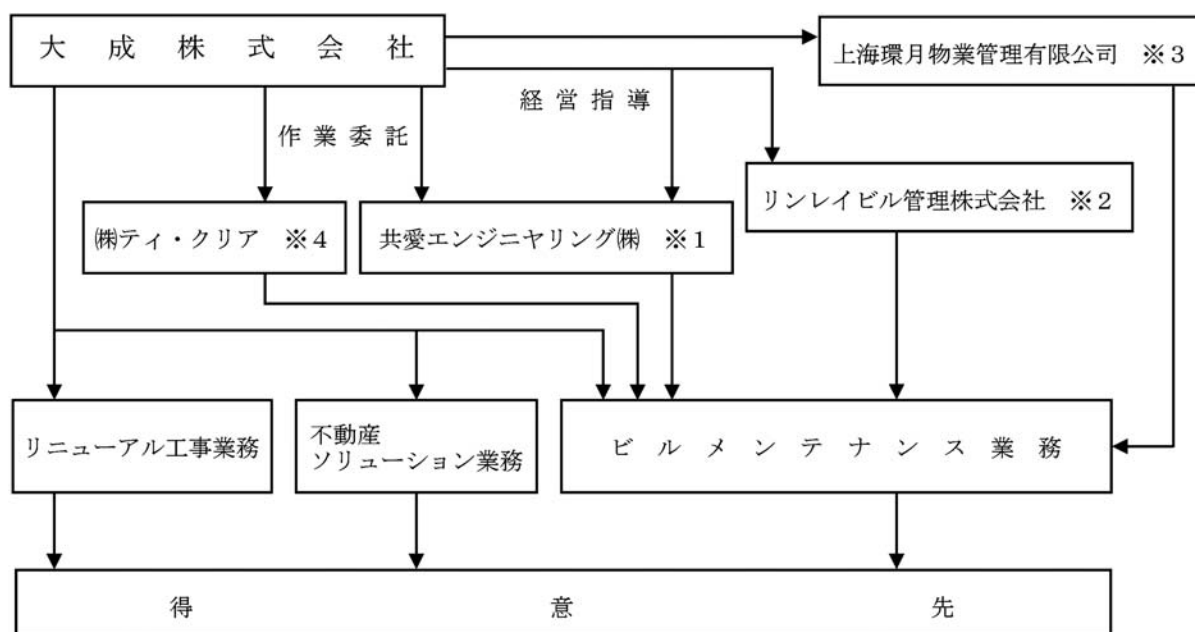 大成株式会社
上海環月物業管理有限公司 ※３
経営指導
作業委託
リンレイビル管理株式会社 ※２
㈱ティ・クリア ※４
共愛エンジニヤリング㈱ ※１
リニューアル工事業務
不動産
ソリューション業務
ビルメンテナンス業務
得意先